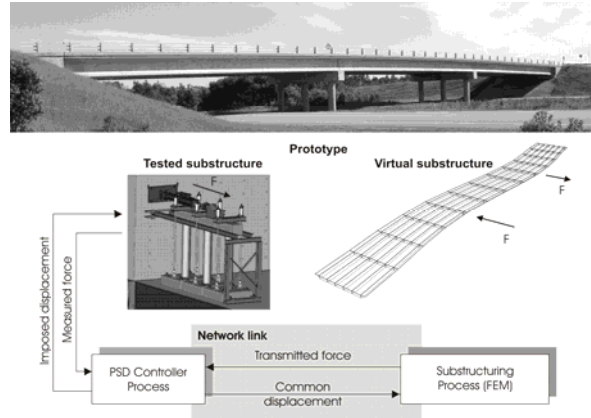 Prototype
Tested substructure
Virtual substructure
F
F
F
Imposed displacement
Measured force
Network link
PSD Controller
Process
Transmitted force
Common
displacement
Substructuring
Process (FEM)